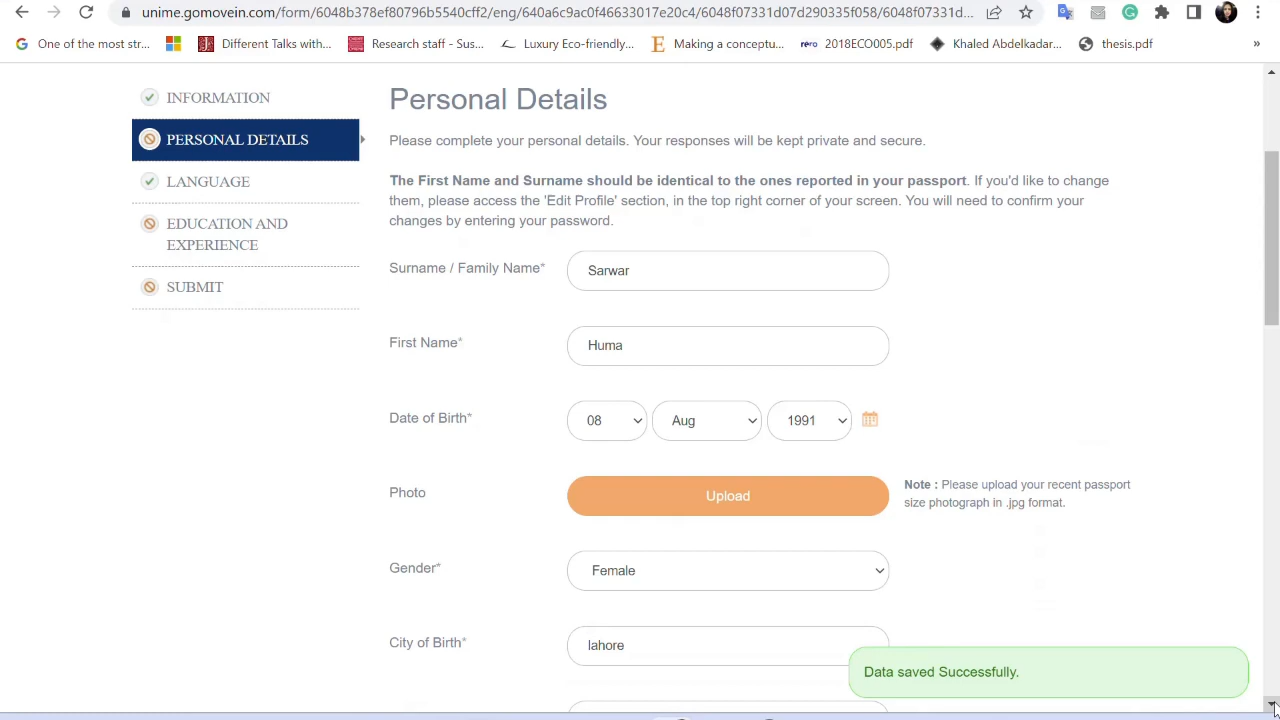 unime.gomovein.com/form/6048b378ef80796b5540cff2/eng/640a6c9ac0f46633017e20c4/6048f07331d07d290335f058/6048f07331d...
One of the most str...
Different Talks with...
Research staff - Sus...
Luxury Eco-friendly...
E Making a conceptu...
rero 2018ECO005.pdf
Khaled Abdelkadar...
thesis.pdf
»
INFORMATION
PERSONAL DETAILS
LANGUAGE
EDUCATION AND
EXPERIENCE
SUBMIT
Personal Details
Please complete your personal details. Your responses will be kept private and secure.
The First Name and Surname should be identical to the ones reported in your passport. If you'd like to change
them, please access the 'Edit Profile' section, in the top right corner of your screen. You will need to confirm your
changes by entering your password.
Surname / Family Name* Sarwar
First Name* Huma
Date of Birth* 08 Aug 1991
Photo Upload
Note : Please upload your recent passport
size photograph in .jpg format.
Gender* Female
City of Birth* lahore
Data saved Successfully.